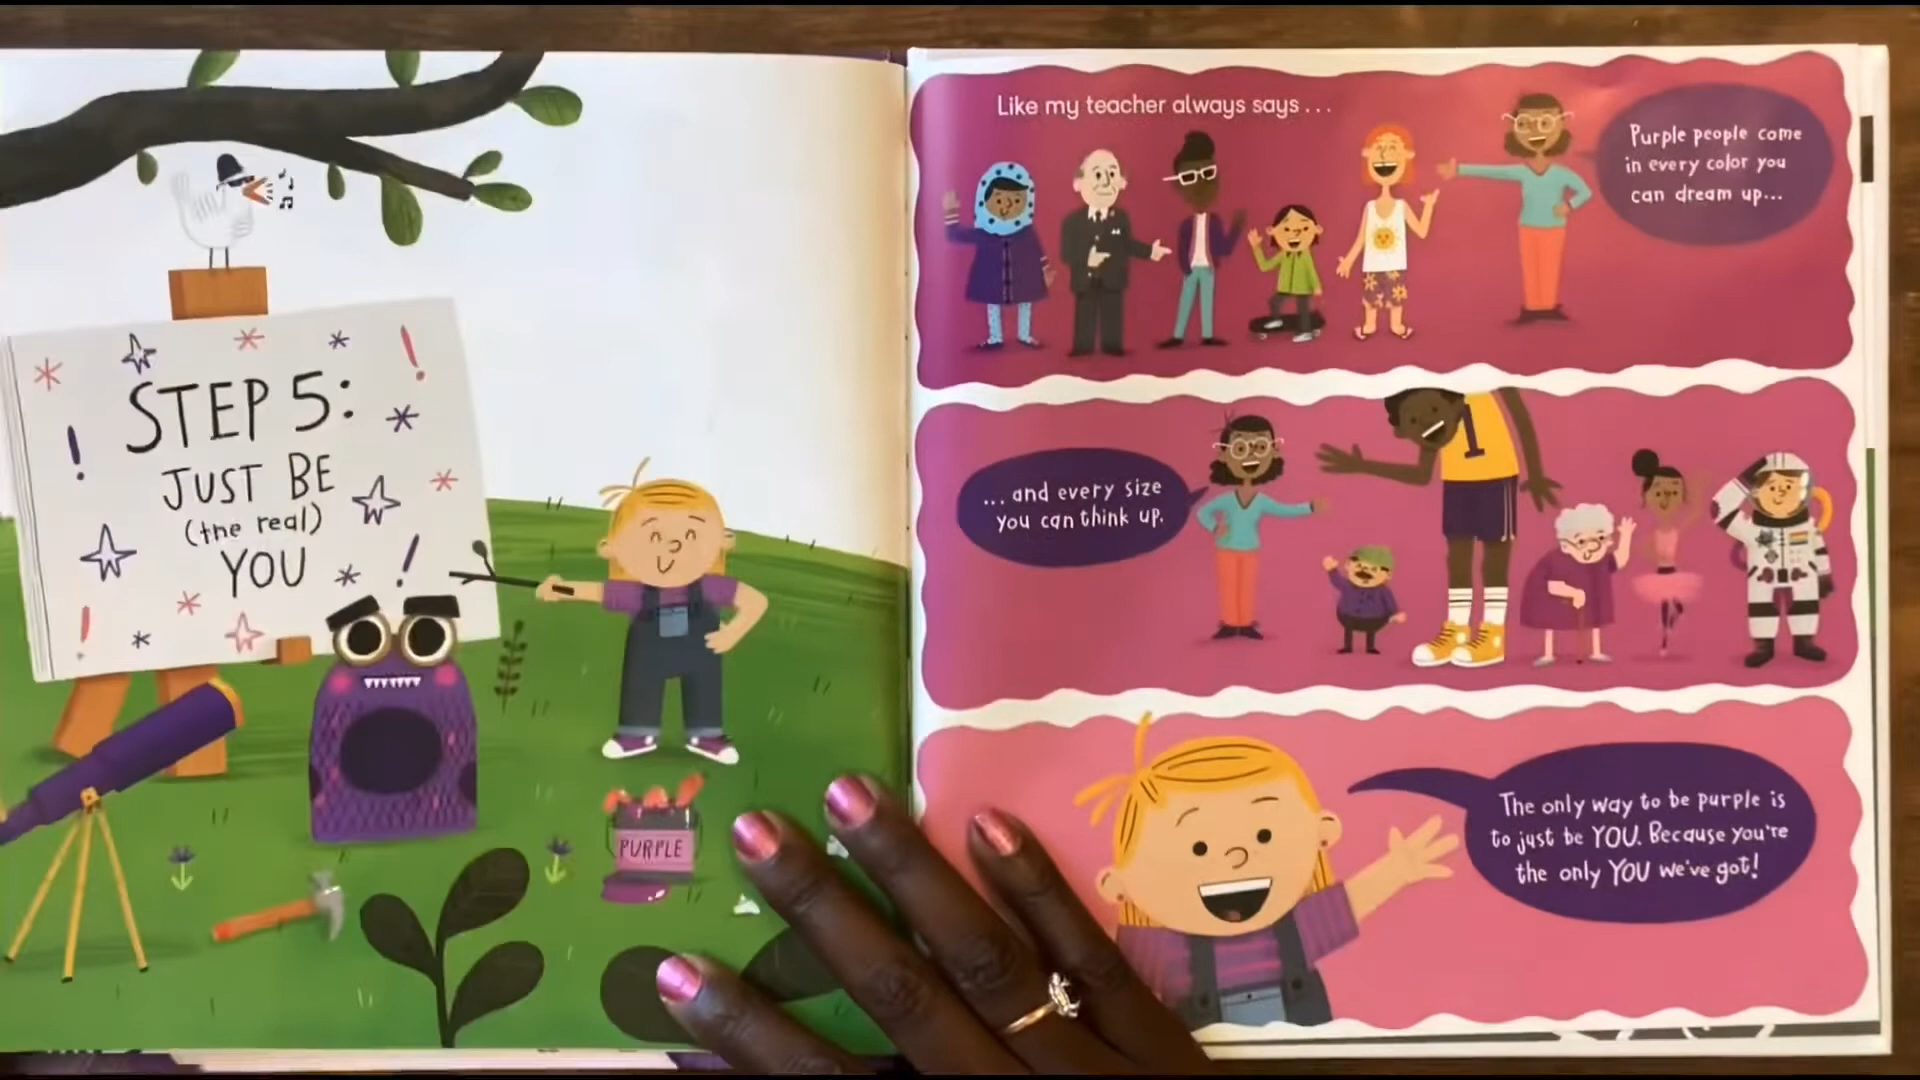 STEP 5:
JUST BE
(the real)
YOU
PURPLE
Like my teacher always says...
Purple people come
in every color you
can dream up...
1
...and every size
you can think up.
The only way to be purple is
to just be YOU. Because you're
the only YOU we've got!